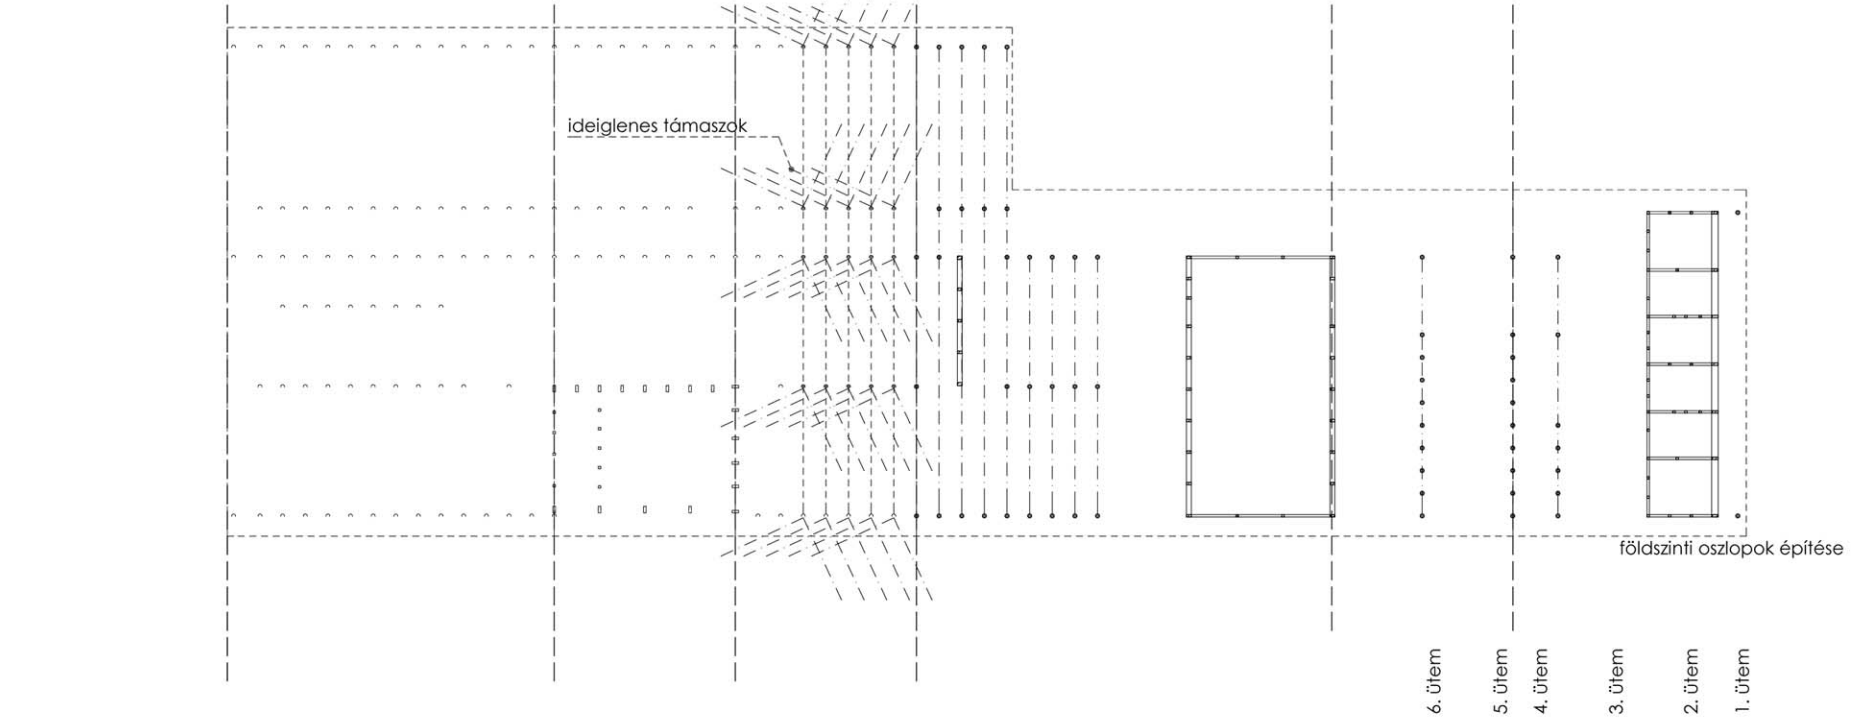 ideiglenes támaszok
földszinti oszlopok építése
6. ütem
5. ütem
4. ütem
3. ütem
2. ütem
1. ütem